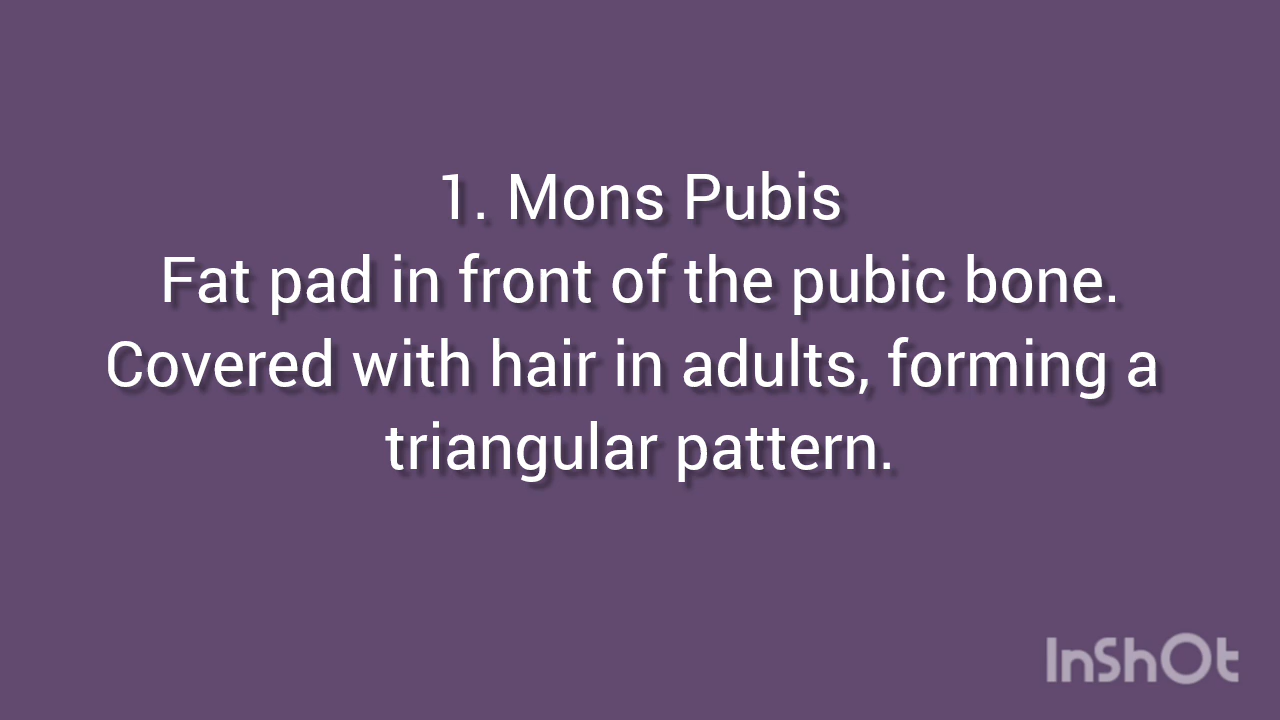 1. Mons Pubis
Fat pad in front of the pubic bone.
Covered with hair in adults, forming a
triangular pattern.
InShOt